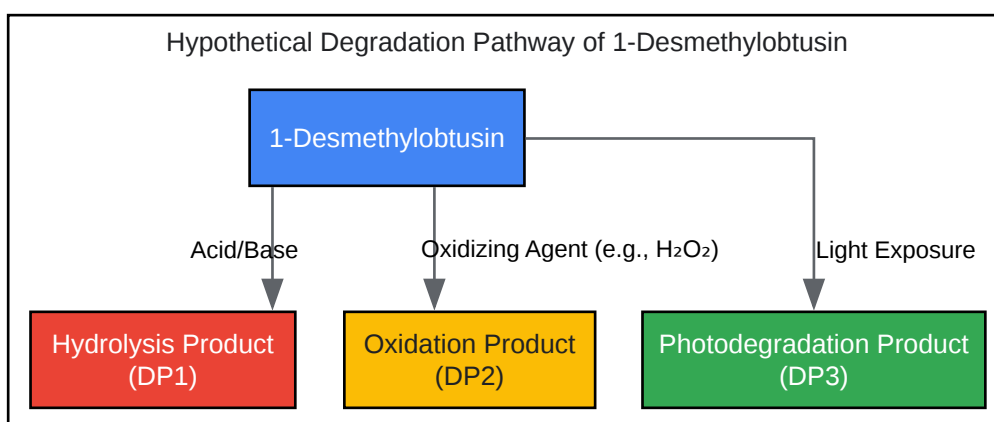 Hypothetical Degradation Pathway of 1-Desmethylobtusin
1-Desmethylobtusin
Acid/Base
Oxidizing Agent (e.g., H₂O₂)
Light Exposure
Hydrolysis Product
(DP1)
Oxidation Product
(DP2)
Photodegradation Product
(DP3)